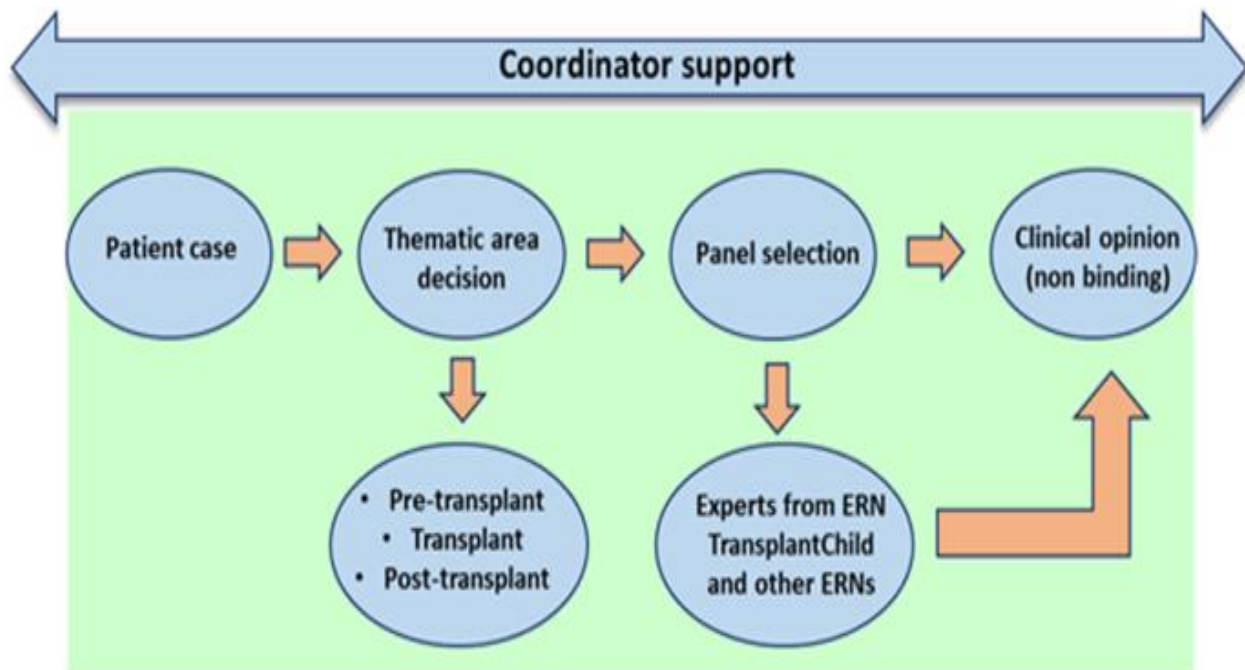 Coordinator support
Patient case
Thematic area
decision
Panel selection
Clinical opinion
(non binding)
• Pre-transplant
• Transplant
• Post-transplant
Experts from ERN
TransplantChild
and other ERNs